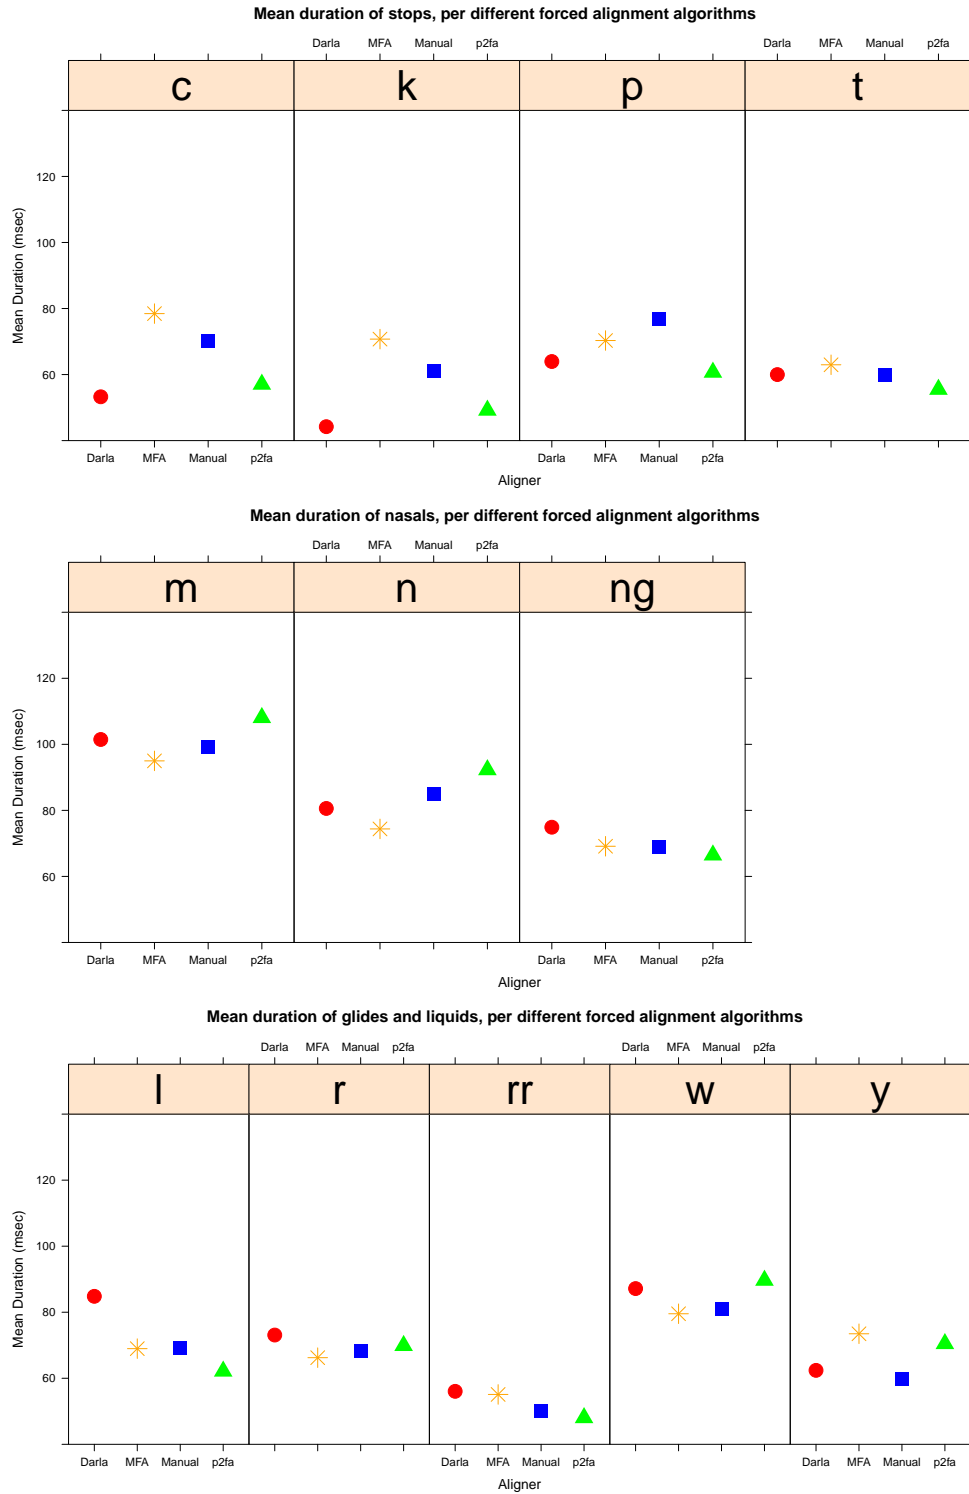 Mean duration of stops, per different forced alignment algorithms
Darla MFA Manual p2fa Darla MFA Manual p2fa
c k p t
120
100
80
60
Mean Duration (msec)
Darla MFA Manual p2fa Darla MFA Manual p2fa
Aligner
Mean duration of nasals, per different forced alignment algorithms
Darla MFA Manual p2fa
m n ng
120
100
80
60
Mean Duration (msec)
Darla MFA Manual p2fa Darla MFA Manual p2fa
Aligner
Mean duration of glides and liquids, per different forced alignment algorithms
Darla MFA Manual p2fa Darla MFA Manual p2fa
l r rr w y
120
100
80
60
Mean Duration (msec)
Darla MFA Manual p2fa Darla MFA Manual p2fa Darla MFA Manual p2fa
Aligner